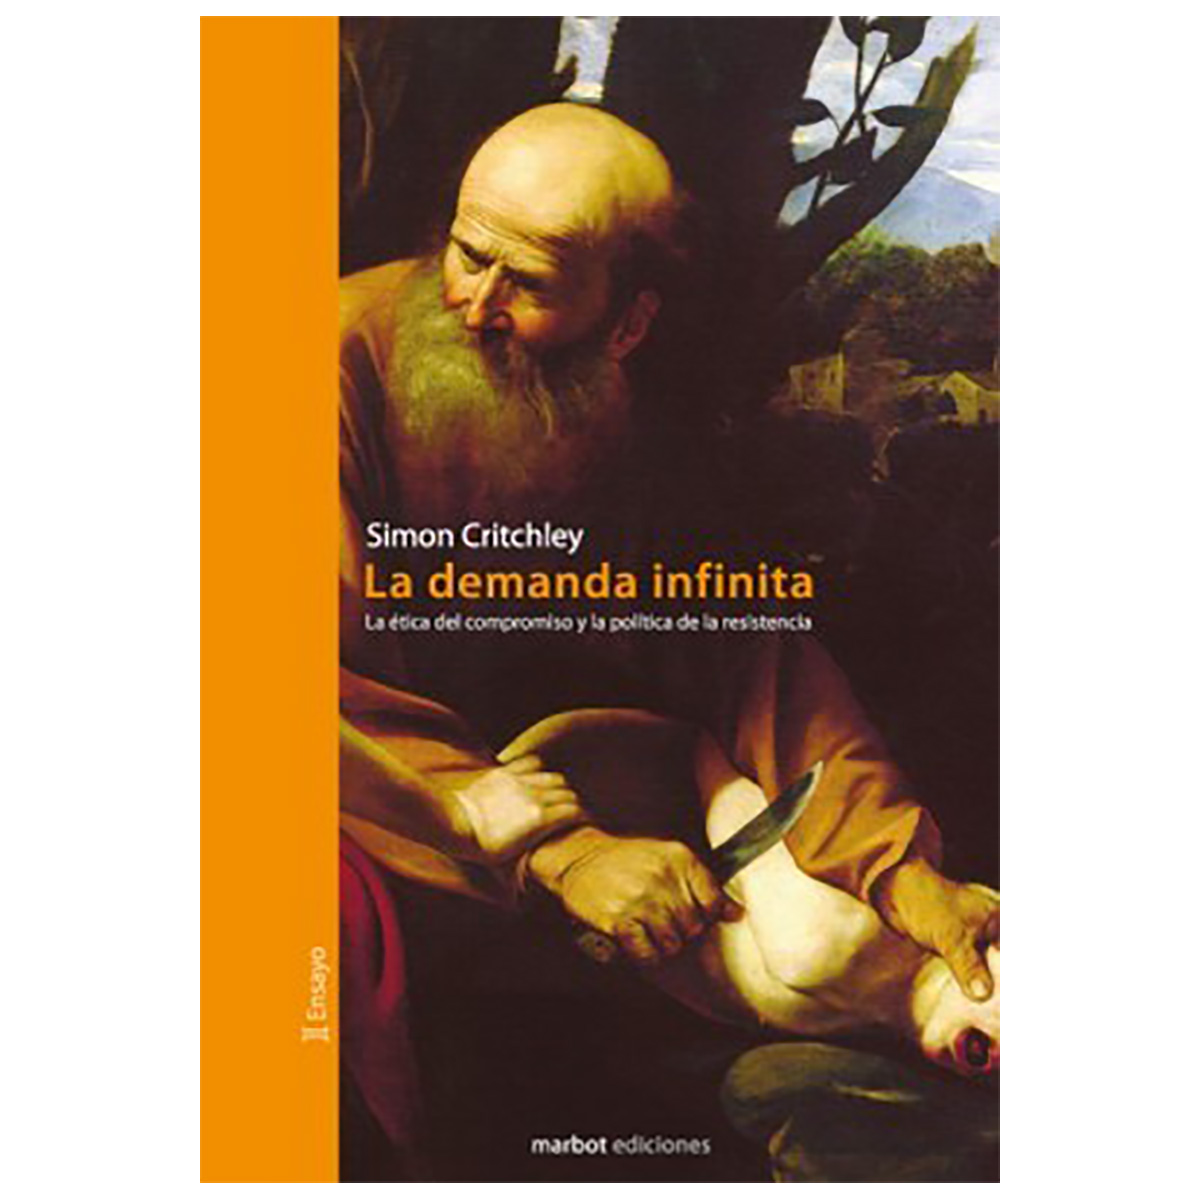 Simon Critchley
La demanda infinita
La ética del compromiso y la política de la resistencia
Ensayo
marbot ediciones